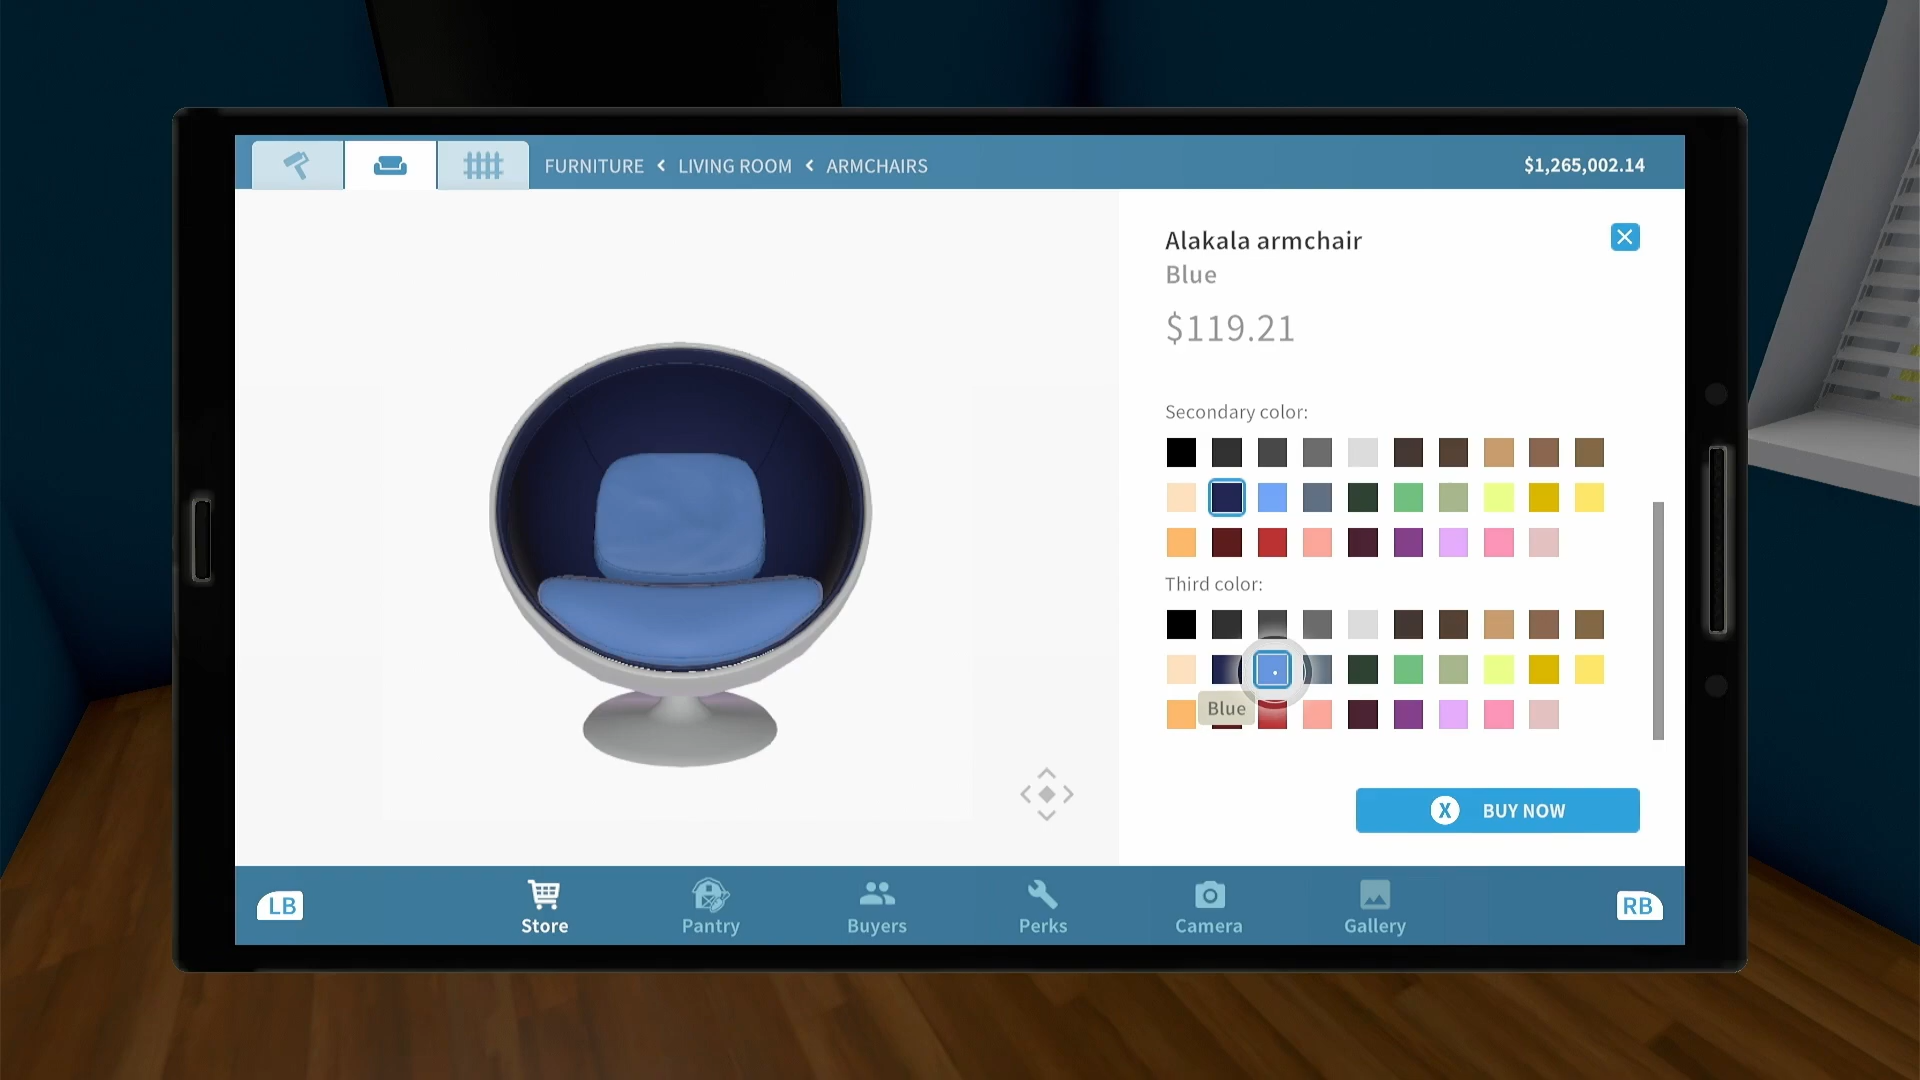 FURNITURE < LIVING ROOM < ARMCHAIRS
$1,265,002.14
Alakala armchair
Blue
$119.21
Secondary color:
Third color:
Blue
X BUY NOW
LB
Store
Pantry
Buyers
Perks
Camera
Gallery
RB